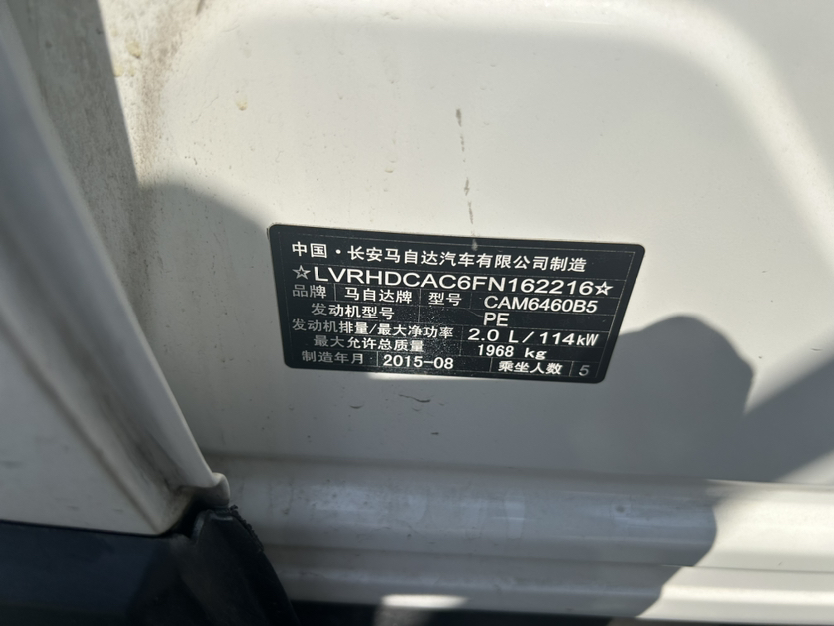 中国·长安马自达汽车有限公司制造
☆LVRHDCAC6FN162216☆
品牌 马自达牌 型号 CAM6460B5
发动机型号 PE
发动机排量/最大净功率 2.0 L/114kW
最大允许总质量 1968 kg
制造年月 2015-08 乘坐人数 5